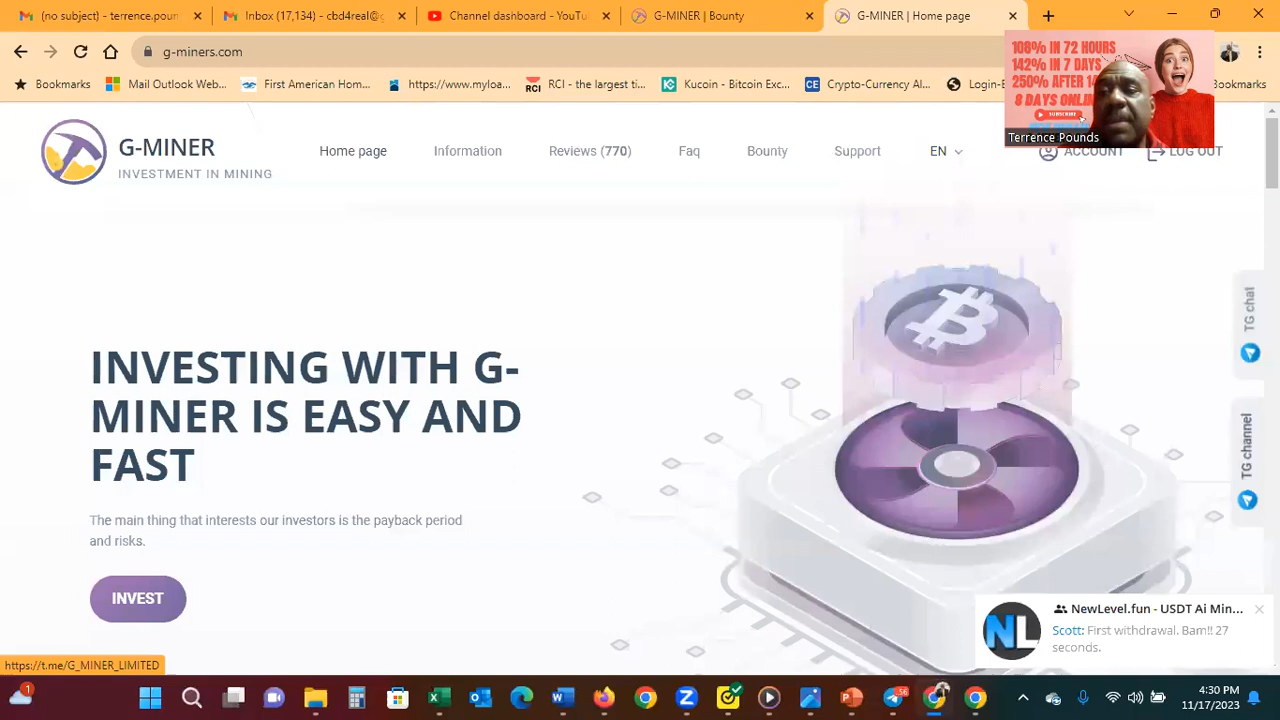 (no subject) - terrence.poun
Inbox (17,134) - cbd4real@g
Channel dashboard - YouTu
G-MINER | Bounty
G-MINER | Home page
g-miners.com
Bookmarks
Mail Outlook Web...
First American Home...
https://www.myloa...
RCI - the largest ti...
Kucoin - Bitcoin Exc...
Crypto-Currency Al...
Login-E
Bookmarks
108% IN 72 HOURS
142% IN 7 DAYS
250% AFTER 14
8 DAYS ONLIN
SUBSCRIBE
Terrence Pounds
G-MINER
INVESTMENT IN MINING
Home page
Information
Reviews (770)
Faq
Bounty
Support
EN
ACCOUNT
LOG OUT
TG chat
TG channel
INVESTING WITH G-
MINER IS EASY AND
FAST
The main thing that interests our investors is the payback period
and risks.
INVEST
NewLevel.fun - USDT Ai Min...
Scott: First withdrawal. Bam!! 27
seconds.
https://t.me/G_MINER_LIMITED
4:30 PM
11/17/2023